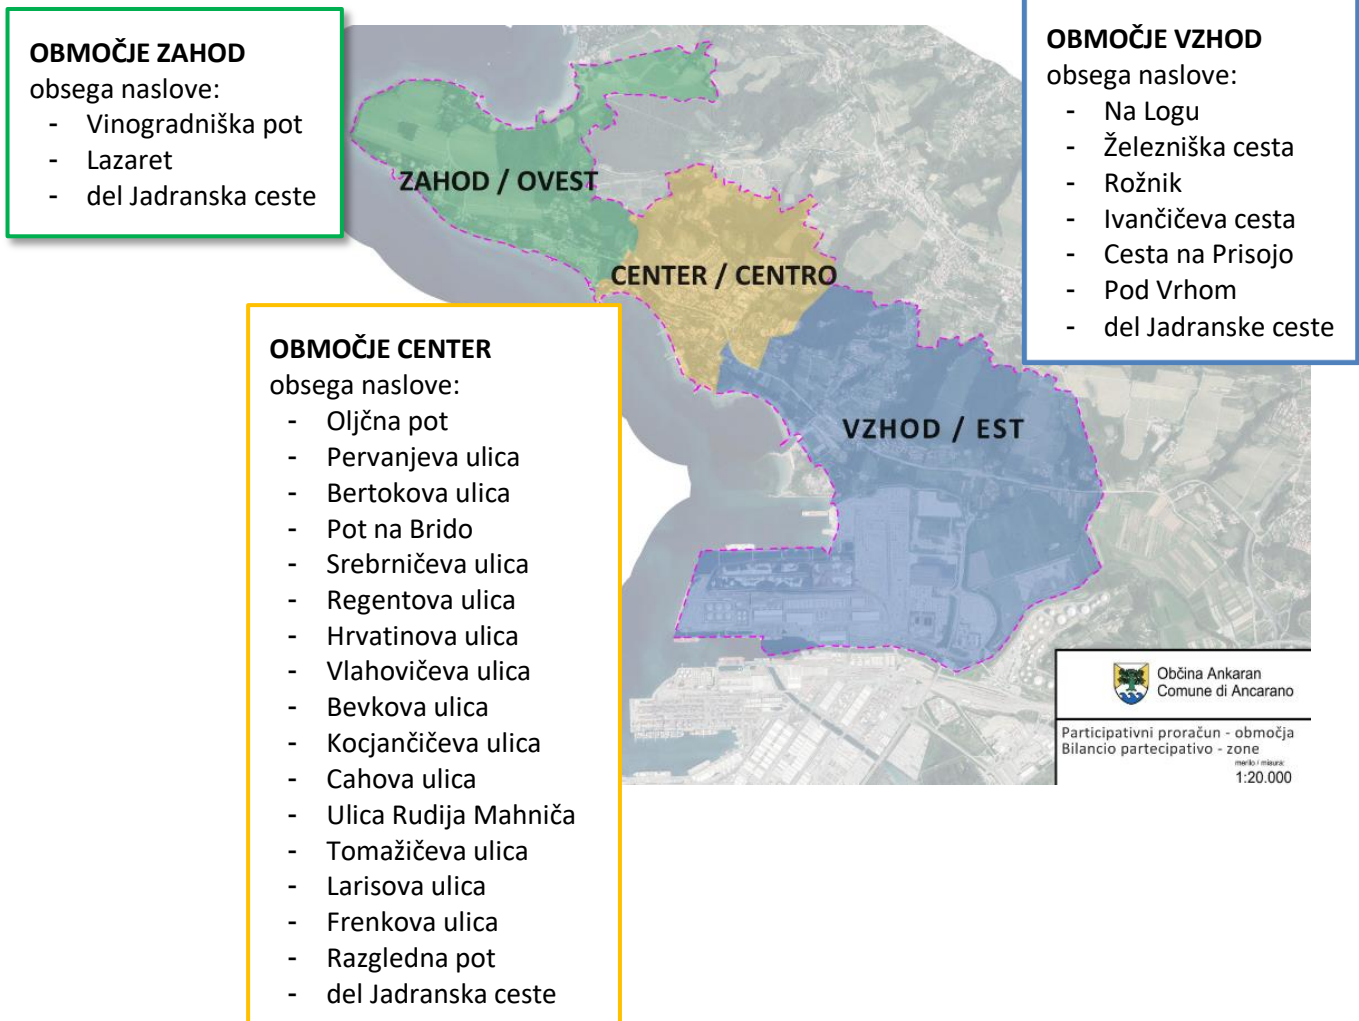 OBMOČJE ZAHOD
obsega naslove:
- Vinogradniška pot
- Lazaret
- del Jadranska ceste
OBMOČJE VZHOD
obsega naslove:
- Na Logu
- Železniška cesta
- Rožnik
- Ivančičeva cesta
- Cesta na Prisojo
- Pod Vrhom
- del Jadranske ceste
ZAHOD / OVEST
CENTER / CENTRO
VZHOD / EST
OBMOČJE CENTER
obsega naslove:
- Oljčna pot
- Pervanjeva ulica
- Bertokova ulica
- Pot na Brido
- Srebrničeva ulica
- Regentova ulica
- Hrvatinova ulica
- Vlahovičeva ulica
- Bevkova ulica
- Kocjančičeva ulica
- Cahova ulica
- Ulica Rudija Mahniča
- Tomažičeva ulica
- Larisova ulica
- Frenkova ulica
- Razgledna pot
- del Jadranska ceste
Občina Ankaran
Comune di Ancarano
Participativni proračun - območja
Bilancio partecipativo - zone
merilo / misura:
1:20.000